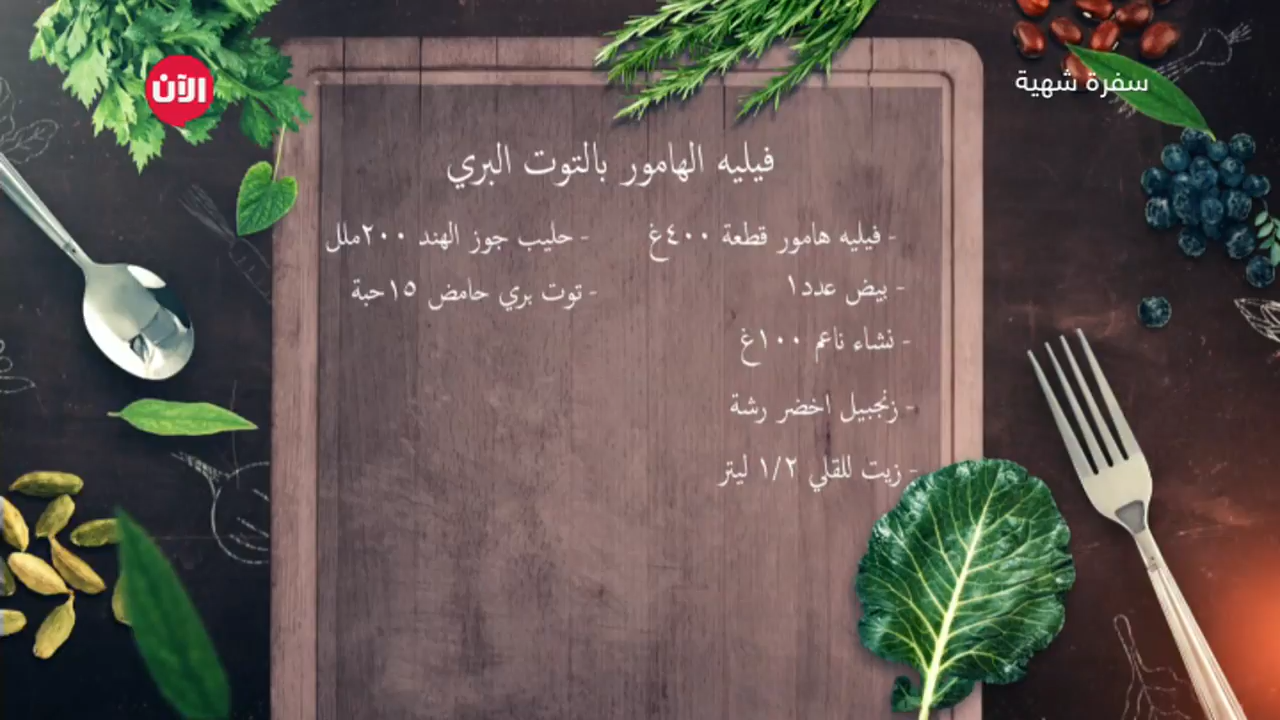 الآن
سفرة شهية
فيليه الهامور بالتوت البري
- فيليه هامور قطعة ٤٠٠غ
- بيض عدد١
- نشاء ناعم ١٠٠غ
- زنجبيل اخضر رشة
- زيت للقلي ١/٢ ليتر
- حليب جوز الهند ٢٠٠ملل
- توت بري حامض ١٥حبة